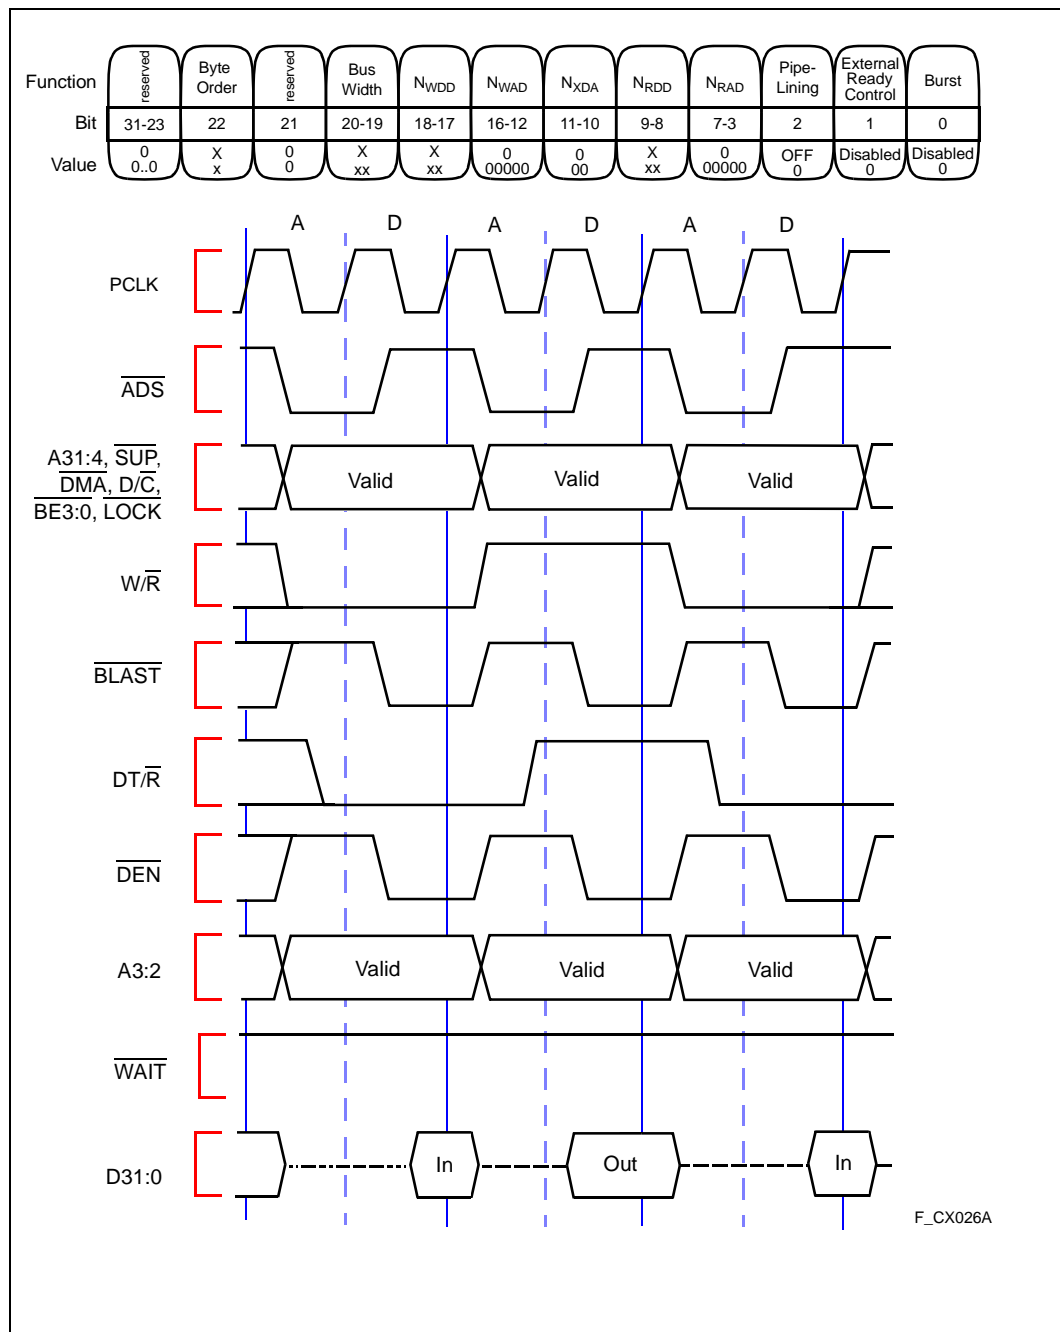 Function reserved Byte Order reserved Bus Width NWDD NWAD NXDA NRDD NRAD Pipe-Lining External Ready Control Burst
Bit 31-23 22 21 20-19 18-17 16-12 11-10 9-8 7-3 2 1 0
Value 0 X 0 X X 0 0 X 0 OFF Disabled Disabled
0..0 x 0 xx xx 00000 00 xx 00000 0 0 0
A D A D A D
PCLK
ADS
A31:4, SUP,
DMA, D/C,
BE3:0, LOCK
Valid Valid Valid
W/R
BLAST
DT/R
DEN
A3:2 Valid Valid Valid
WAIT
D31:0 In Out In
F_CX026A